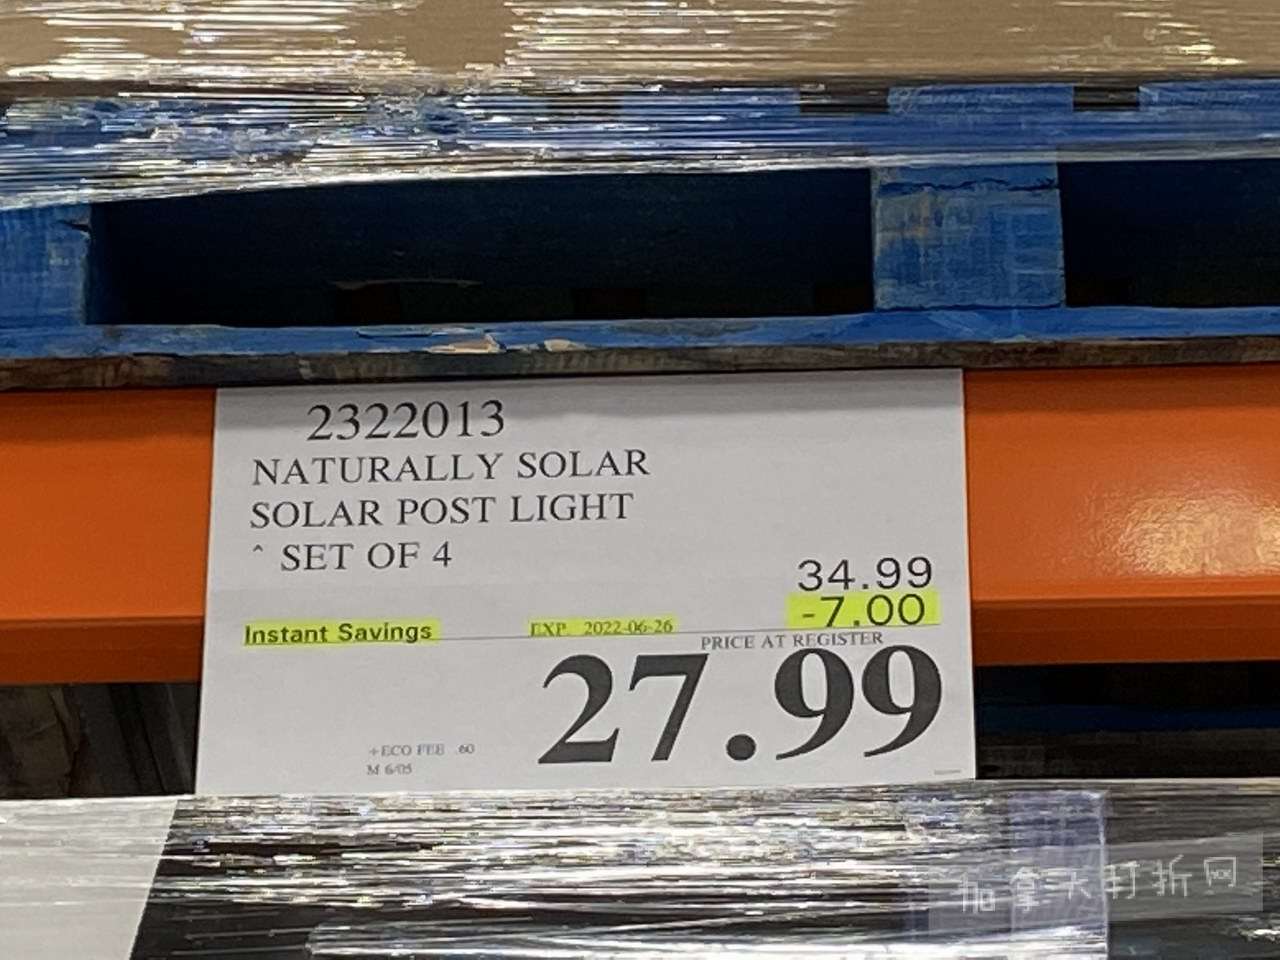 2322013
NATURALLY SOLAR
SOLAR POST LIGHT
^ SET OF 4
34.99
-7.00
Instant Savings EXP. 2022-06-26
PRICE AT REGISTER
27.99
+ECO FEE .60
M 6/05
加拿大打折网